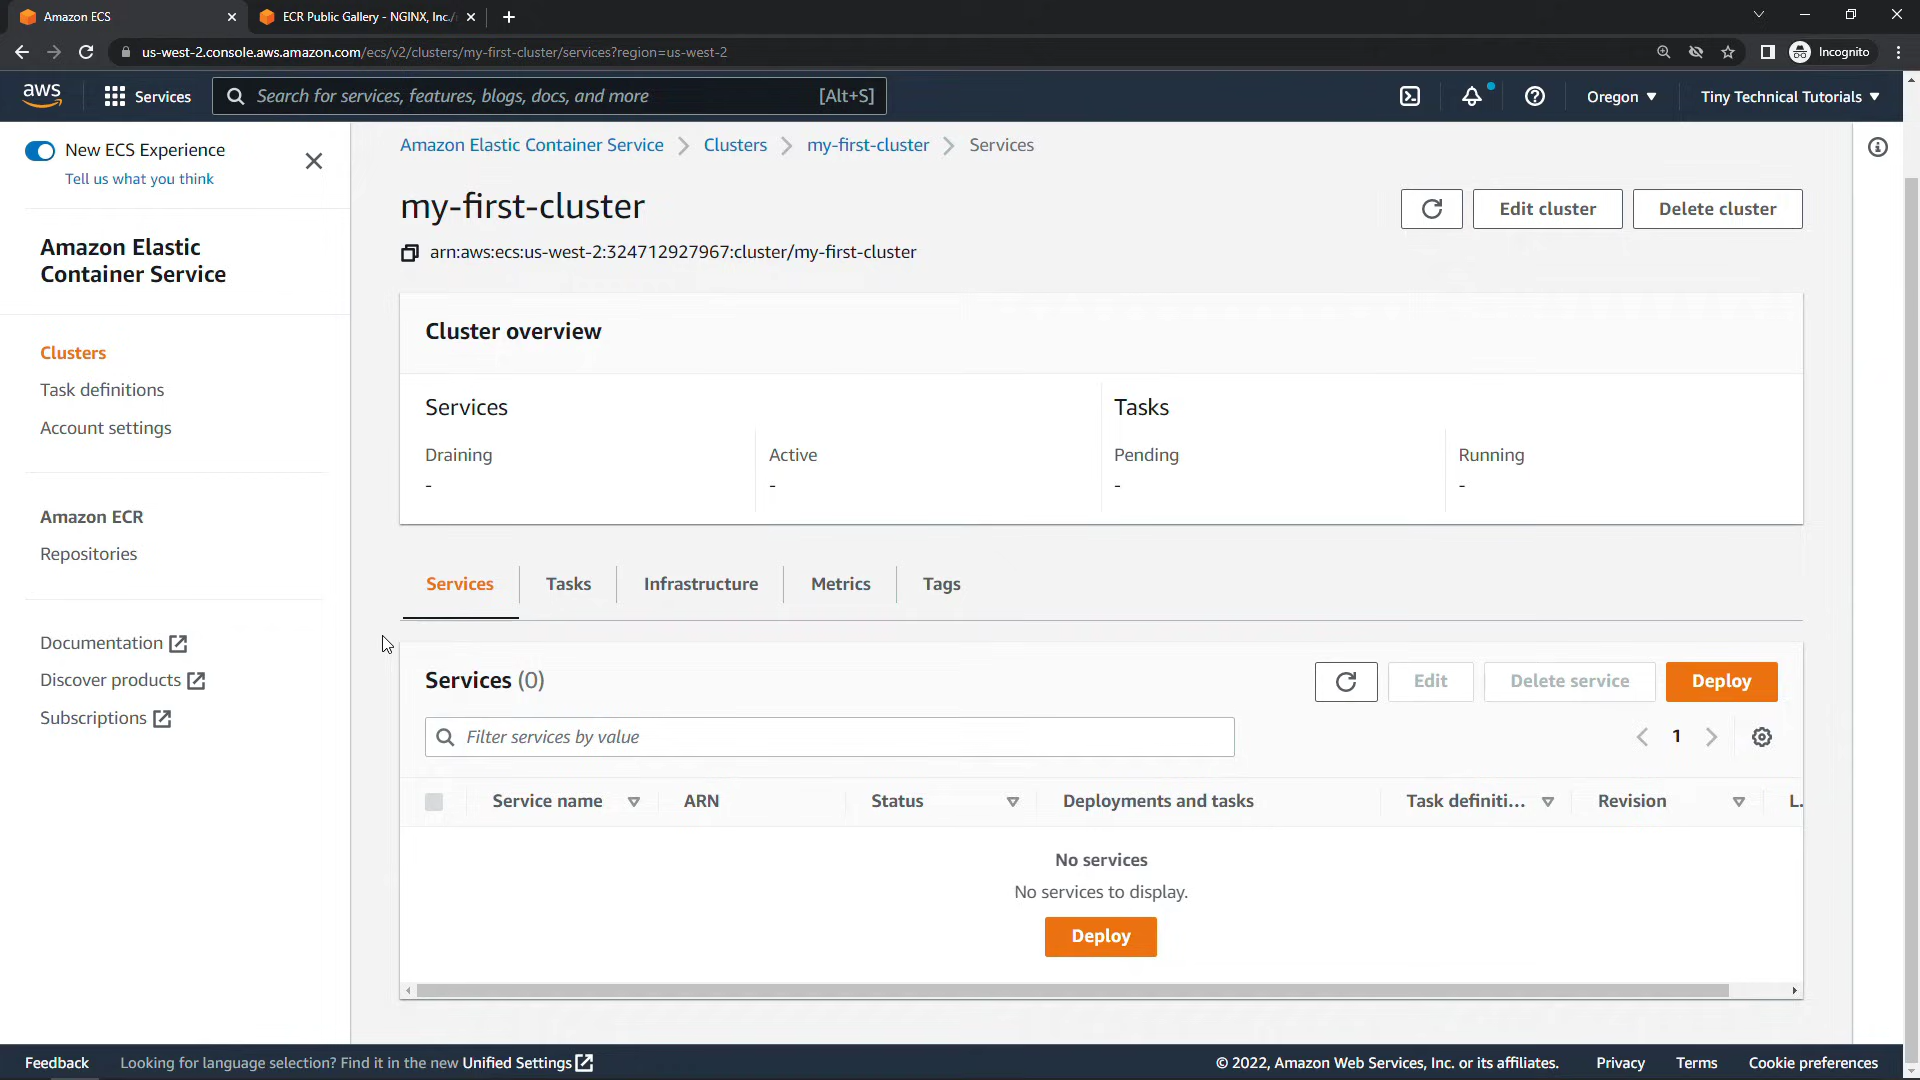 Amazon ECS
ECR Public Gallery - NGINX, Inc./
us-west-2.console.aws.amazon.com/ecs/v2/clusters/my-first-cluster/services?region=us-west-2
Incognito
aws
Services
Search for services, features, blogs, docs, and more
[Alt+S]
Oregon
Tiny Technical Tutorials
New ECS Experience
Tell us what you think
Amazon Elastic
Container Service
Clusters
Task definitions
Account settings
Amazon ECR
Repositories
Documentation
Discover products
Subscriptions
Amazon Elastic Container Service
Clusters
my-first-cluster
Services
my-first-cluster
Edit cluster
Delete cluster
arn:aws:ecs:us-west-2:324712927967:cluster/my-first-cluster
Cluster overview
Services
Tasks
Draining
Active
Pending
Running
-
-
-
-
Services
Tasks
Infrastructure
Metrics
Tags
Services (0)
Edit
Delete service
Deploy
Filter services by value
1
Service name
ARN
Status
Deployments and tasks
Task definiti...
Revision
L.
No services
No services to display.
Deploy
Feedback
Looking for language selection? Find it in the new Unified Settings
© 2022, Amazon Web Services, Inc. or its affiliates.
Privacy
Terms
Cookie preferences